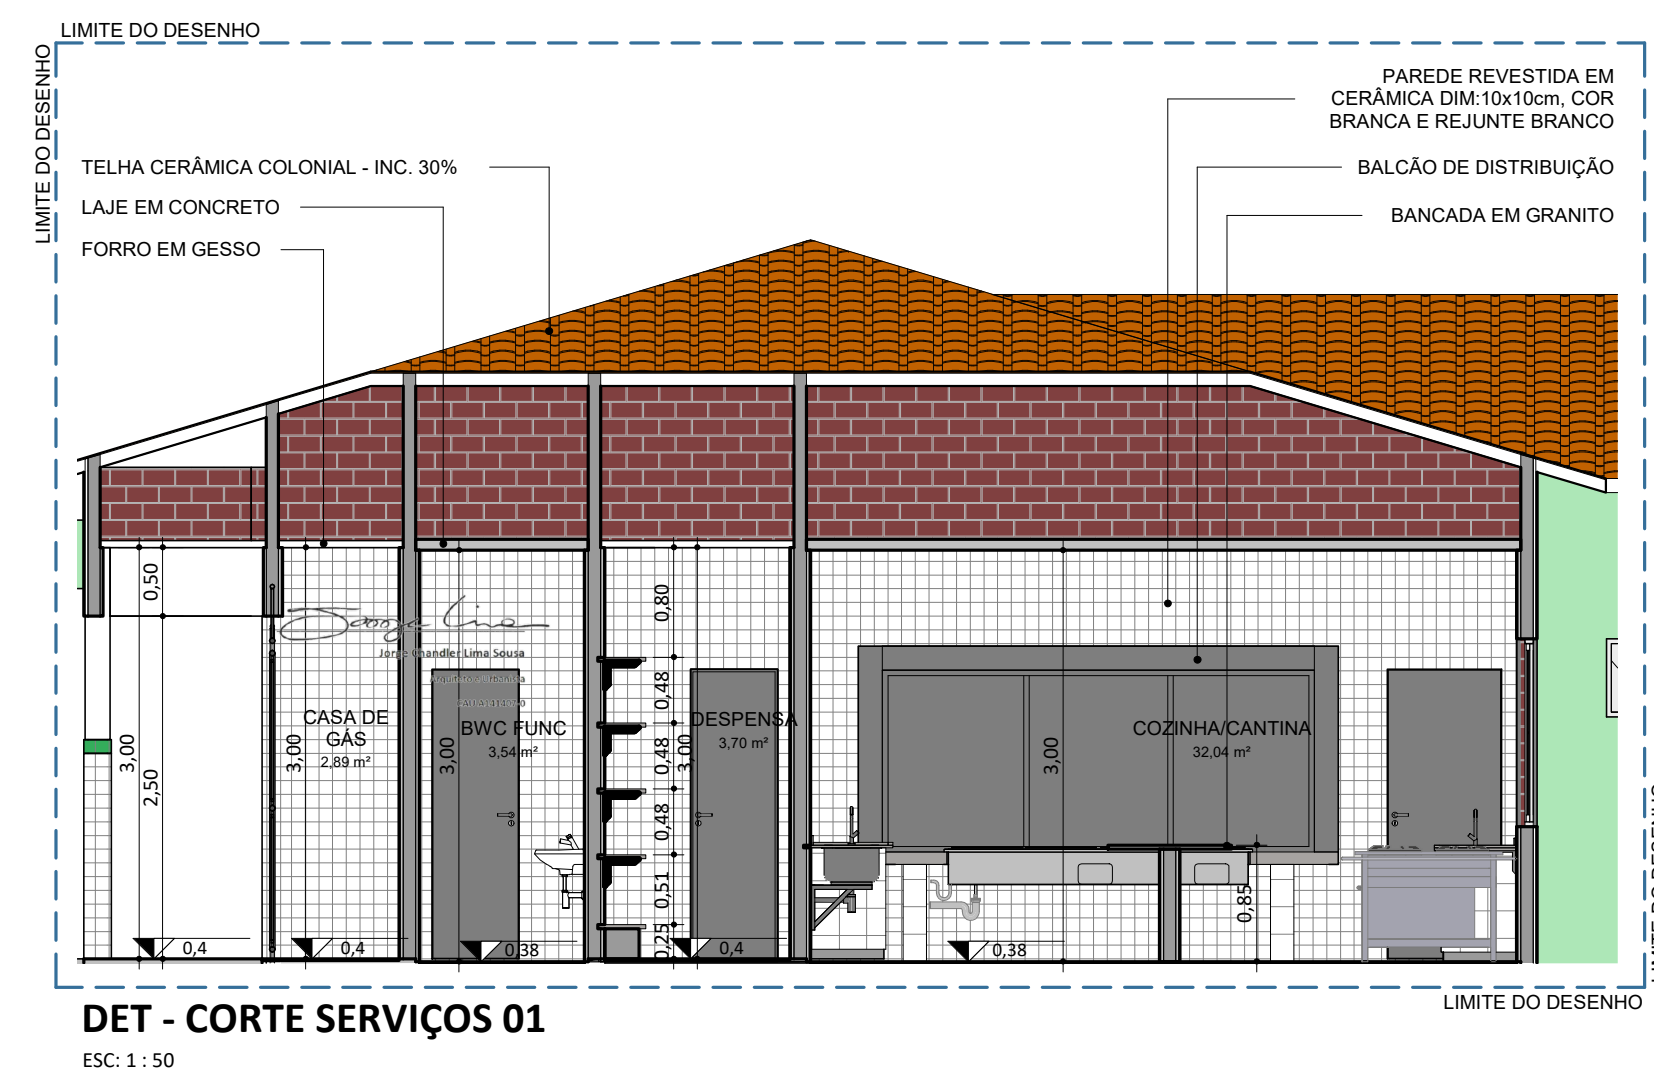 LIMITE DO DESENHO
LIMITE DO DESENHO
PAREDE REVESTIDA EM
CERÂMICA DIM:10x10cm, COR
BRANCA E REJUNTE BRANCO
TELHA CERÂMICA COLONIAL - INC. 30%
BALCÃO DE DISTRIBUIÇÃO
LAJE EM CONCRETO
BANCADA EM GRANITO
FORRO EM GESSO
0,50
0,80
Jorge Chandler Lima Sousa
Arquiteto e Urbanista
0,48
CASA DE
GÁS
2,89 m²
BWC FUNC
3,54 m²
DESPENSA
3,70 m²
COZINHA/CANTINA
32,04 m²
3,00
2,50
3,00
3,00
0,48
3,00
3,00
0,48
0,51
0,85
0,25
0,4
0,4
0,38
0,4
0,38
LIMITE DO DESENHO
LIMITE DO DESENHO
DET - CORTE SERVIÇOS 01
ESC: 1 : 50